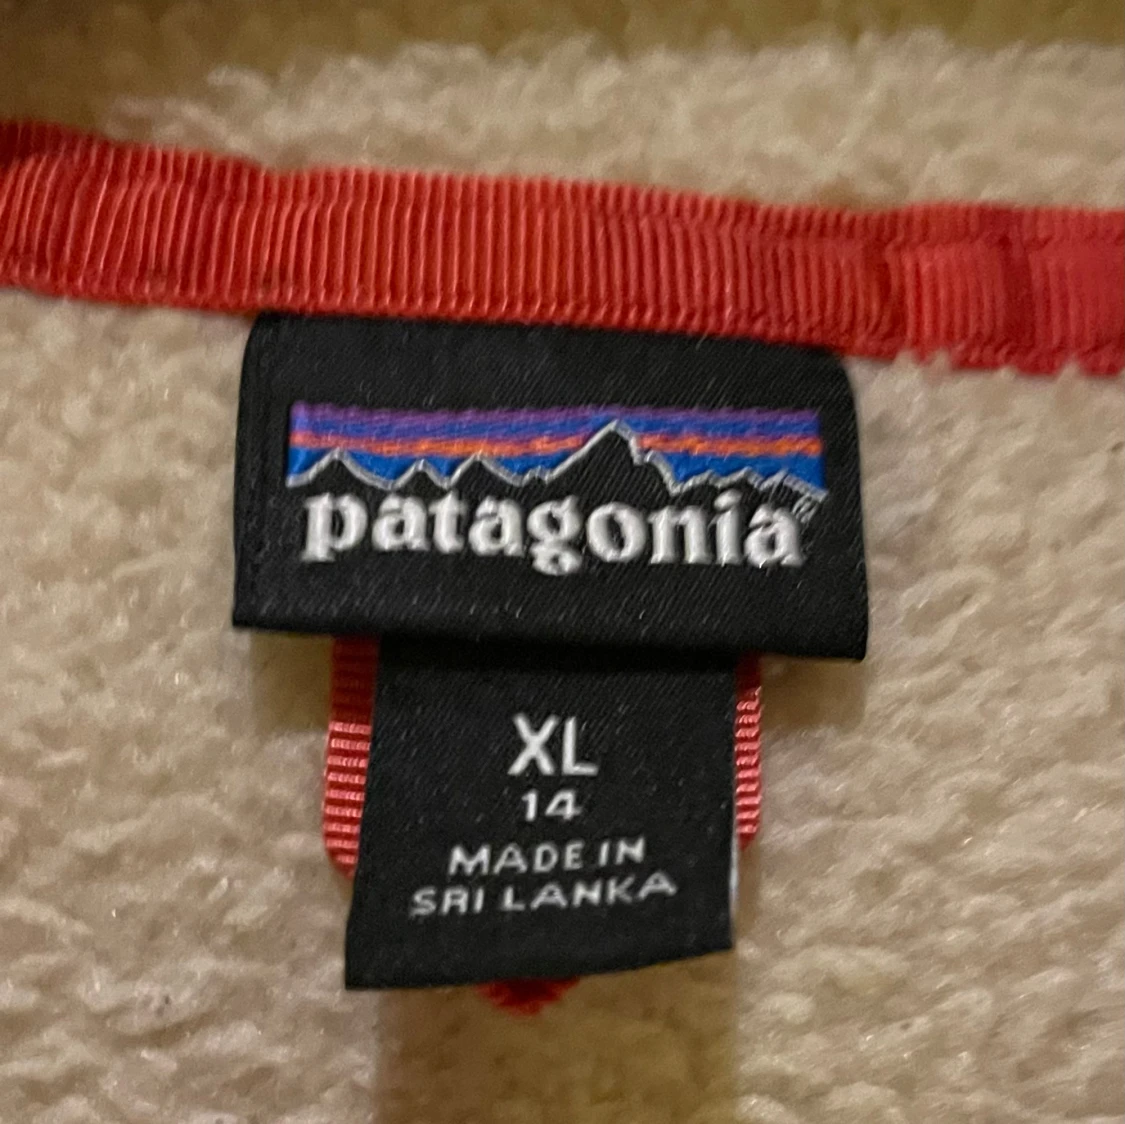 patagonia®
XL
14
MADE IN
SRI LANKA